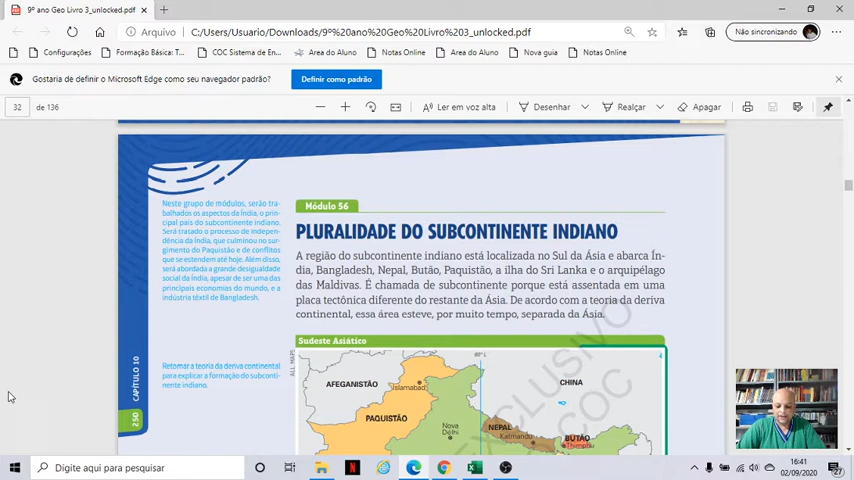 9º ano Geo Livro 3_unlocked.pdf
Arquivo
C:/Users/Usuario/Downloads/9º%20ano%20Geo%20Livro%203_unlocked.pdf
Não sincronizando
Configurações
Formação Básica: T...
COC Sistema de En...
Area do Aluno
Notas Online
Area do Aluno
Nova guia
Notas Online
Gostaria de definir o Microsoft Edge como seu navegador padrão?
Definir como padrão
32 de 136
Ler em voz alta
Desenhar
Realçar
Apagar
Neste grupo de módulos, serão tra-
balhados os aspectos da Índia, o prin-
cipal país do subcontinente indiano.
Será tratado o processo de indepen-
dência da Índia, que culminou no sur-
gimento do Paquistão e de conflitos
que se estendem até hoje. Além disso,
será abordada a grande desigualdade
social da Índia, apesar de ser uma das
principais economias do mundo, e a
indústria têxtil de Bangladesh.
Módulo 56
PLURALIDADE DO SUBCONTINENTE INDIANO
A região do subcontinente indiano está localizada no Sul da Ásia e abarca Ín-
dia, Bangladesh, Nepal, Butão, Paquistão, a ilha do Sri Lanka e o arquipélago
das Maldivas. É chamada de subcontinente porque está assentada em uma
placa tectônica diferente do restante da Ásia. De acordo com a teoria da deriva
continental, essa área esteve, por muito tempo, separada da Ásia.
Retomar a teoria da deriva continental
para explicar a formação do subconti-
nente indiano.
CAPÍTULO 10
250
Sudeste Asiático
ALL MAPS
80° L
AFEGANISTÃO
Islamabad
CHINA
PAQUISTÃO
Nova
Délhi
NEPAL
Katmandu
BUTÃO
Thimphu
EXCLUSIVO
COC
Digite aqui para pesquisar
16:41
02/09/2020
27